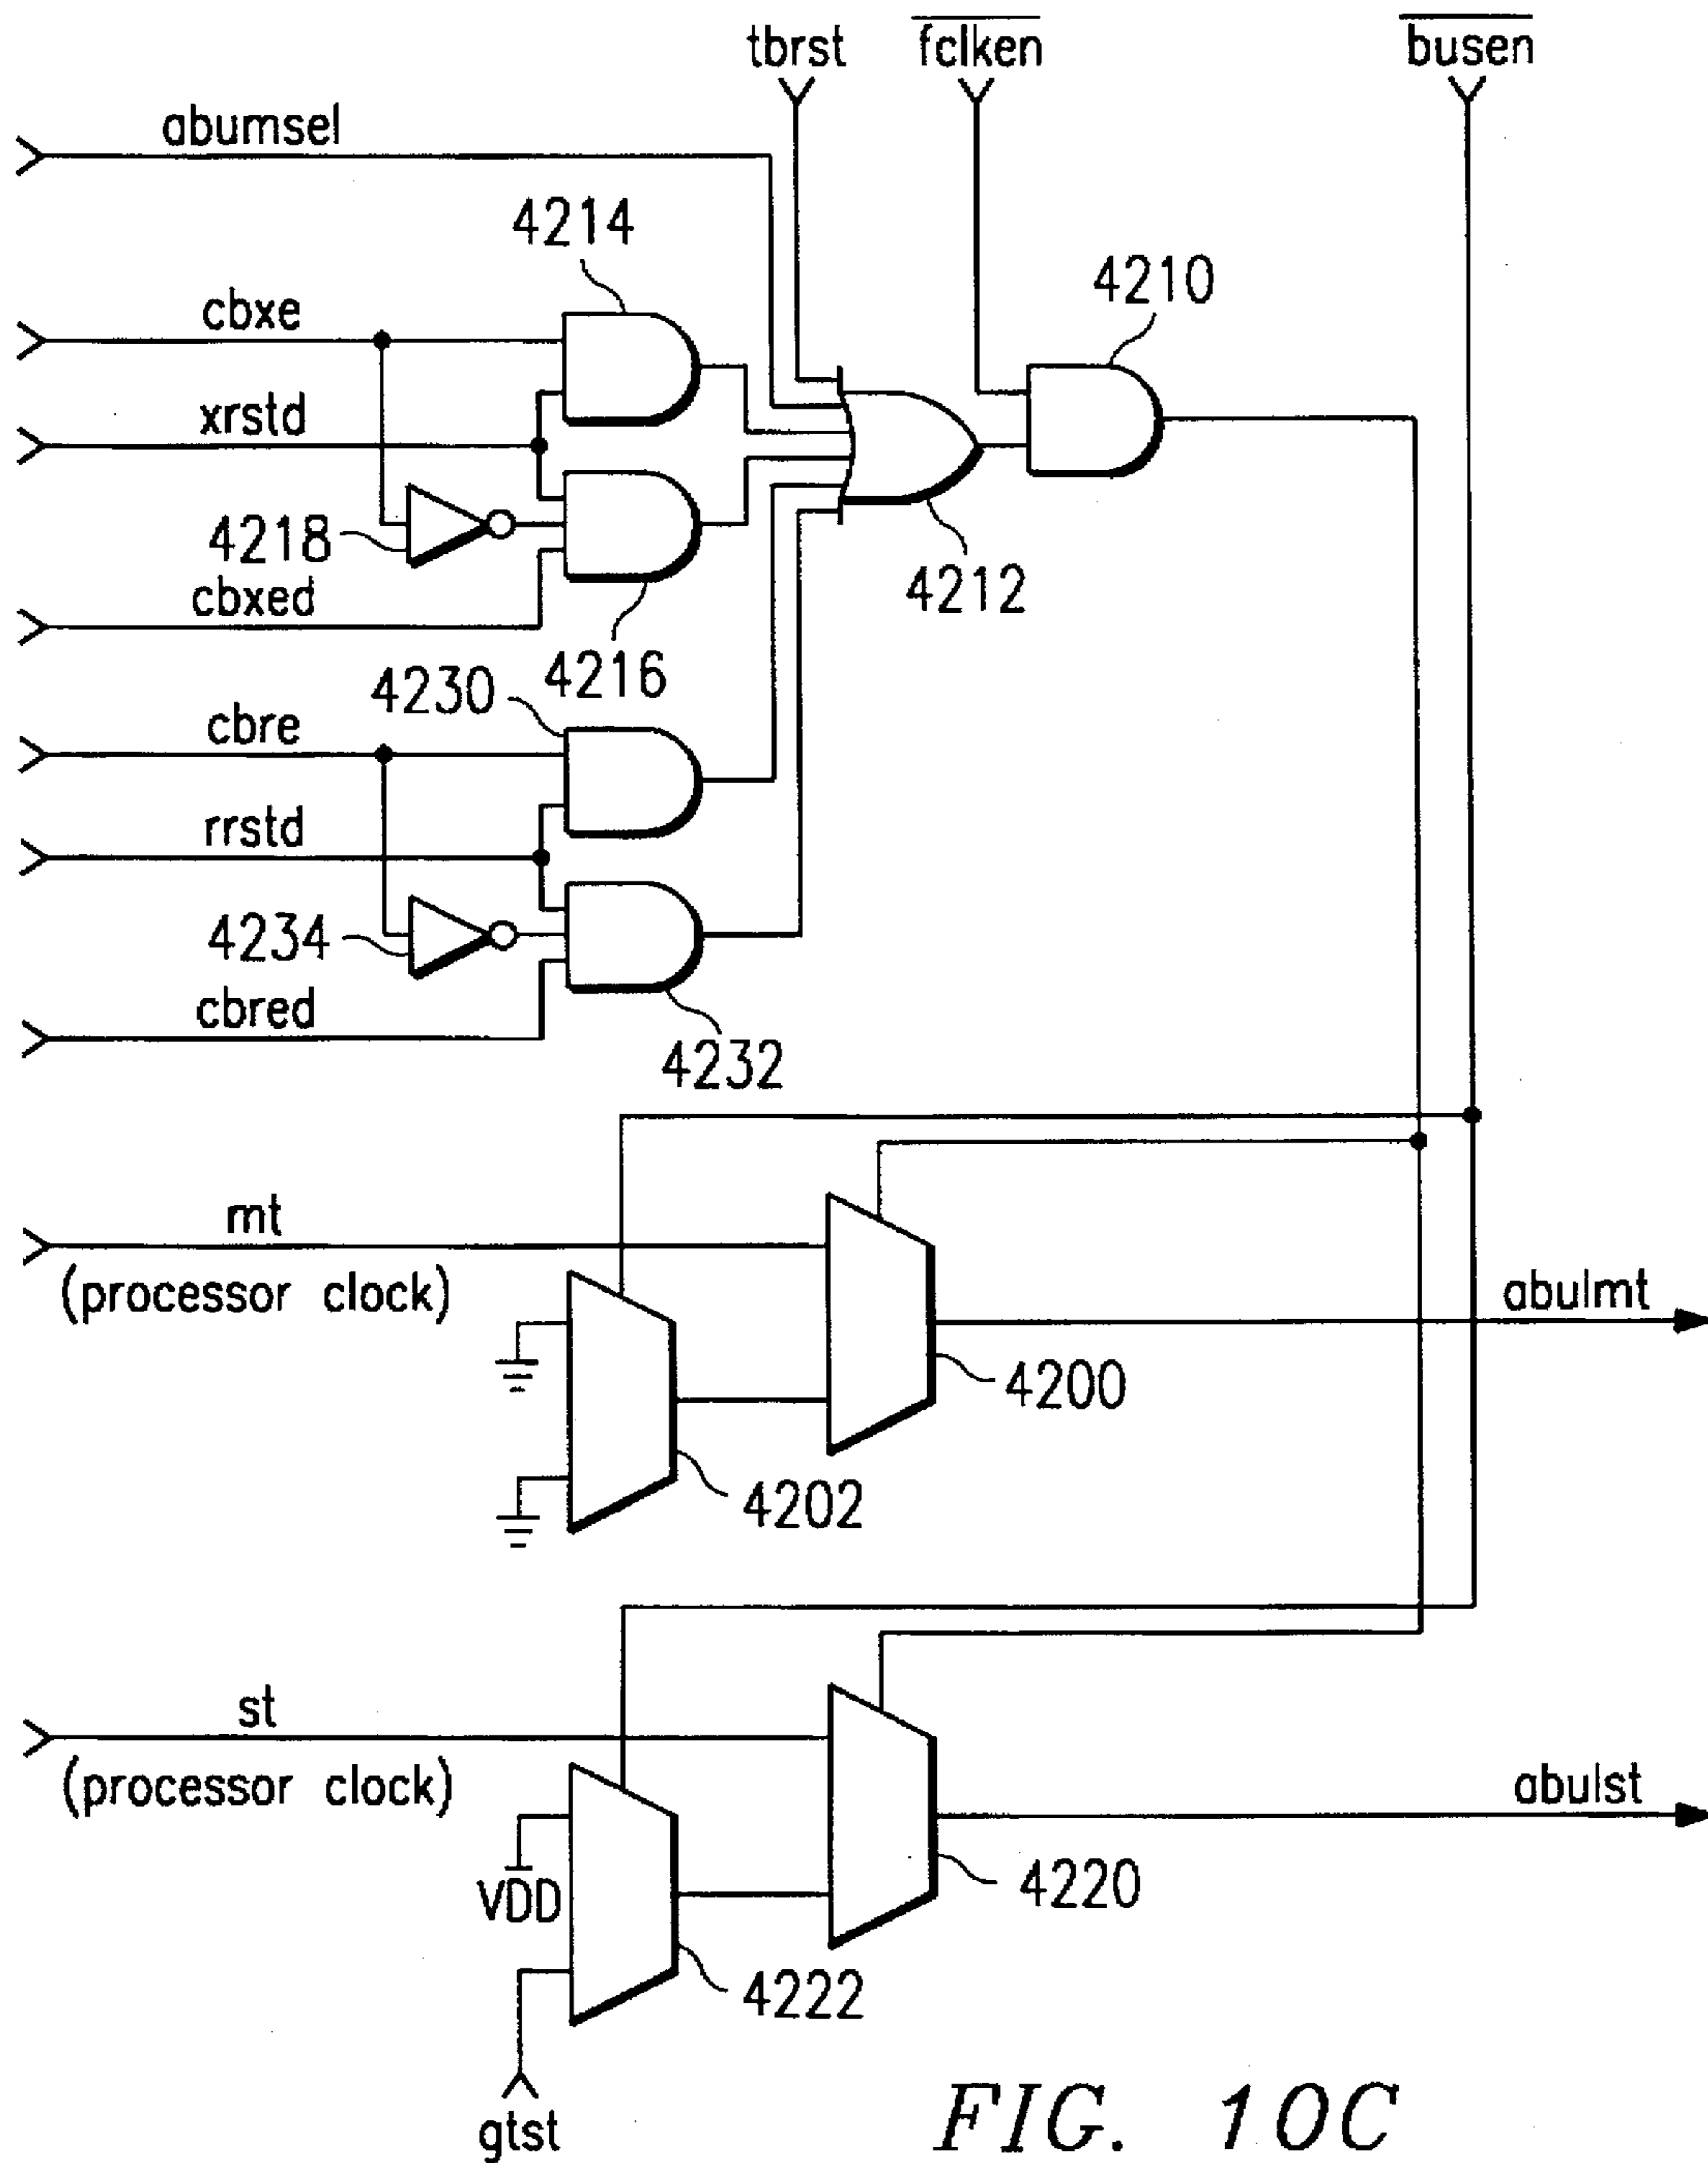 tbrst
fclken
busen
abumsel
4214
4210
cbxe
xrstd
4218
4212
cbxed
4216
4230
cbre
rrstd
4234
cbred
4232
mt
(processor clock)
abulmt
4200
4202
st
(processor clock)
abulst
4220
VDD
4222
gtst
FIG. 10C